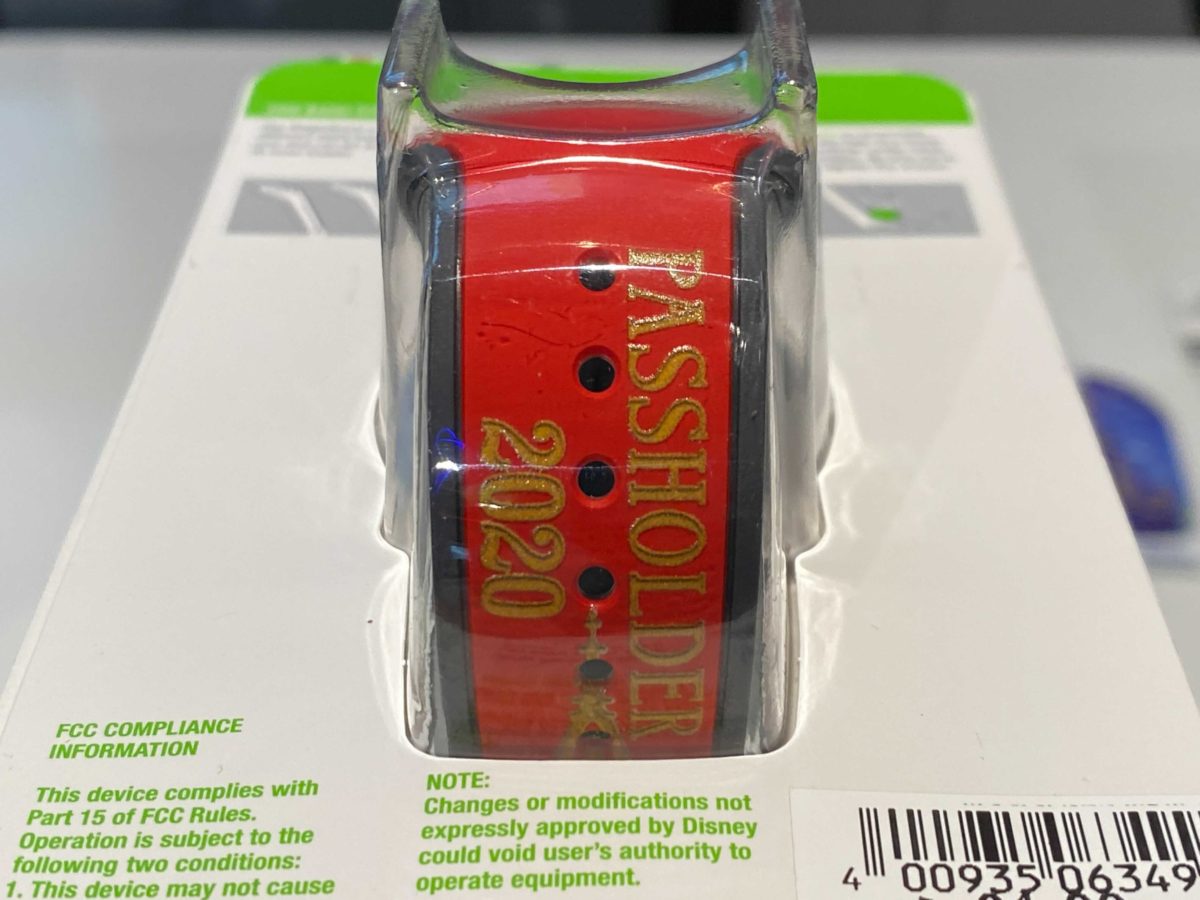 PASSHOLDER
2020
FCC COMPLIANCE
INFORMATION
This device complies with
Part 15 of FCC Rules.
Operation is subject to the
following two conditions:
1. This device may not cause
NOTE:
Changes or modifications not
expressly approved by Disney
could void user's authority to
operate equipment.
4 00935 06349